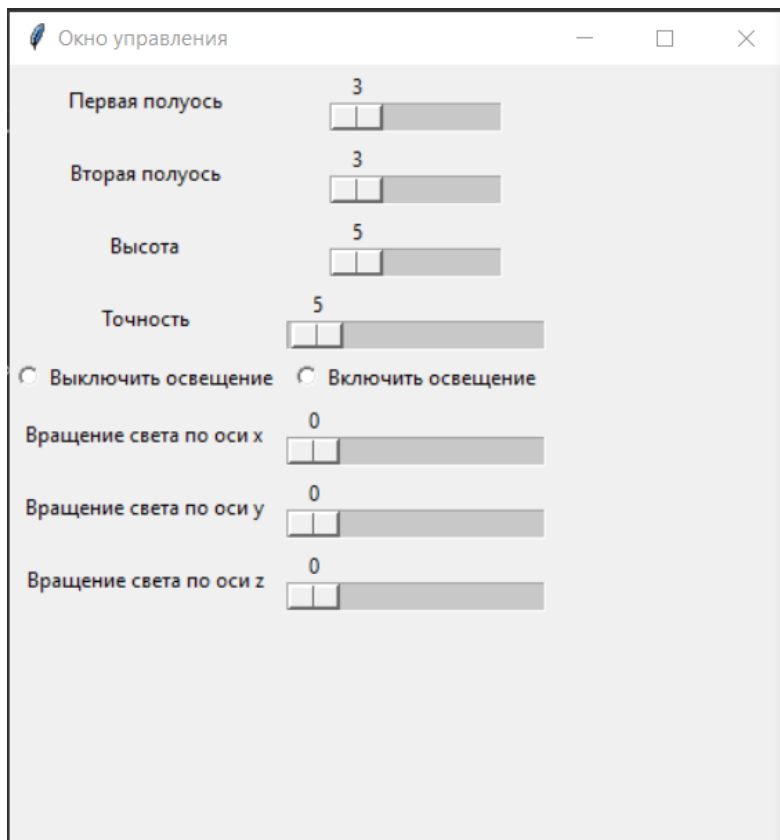 Окно управления
3
Первая полуось
3
Вторая полуось
5
Высота
5
Точность
Выключить освещение Включить освещение
0
Вращение света по оси x
0
Вращение света по оси y
0
Вращение света по оси z